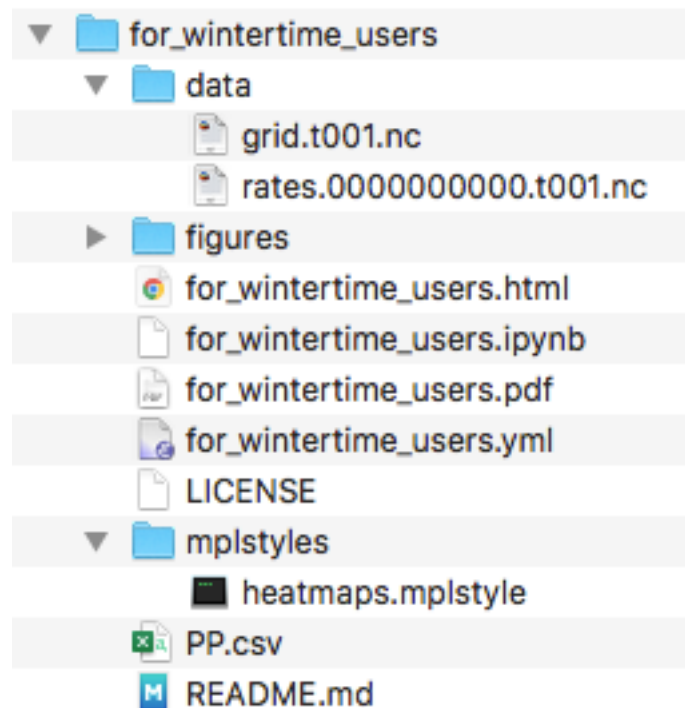 for_wintertime_users
data
grid.t001.nc
rates.0000000000.t001.nc
figures
for_wintertime_users.html
for_wintertime_users.ipynb
for_wintertime_users.pdf
for_wintertime_users.yml
LICENSE
mplstyles
heatmaps.mplstyle
PP.csv
README.md